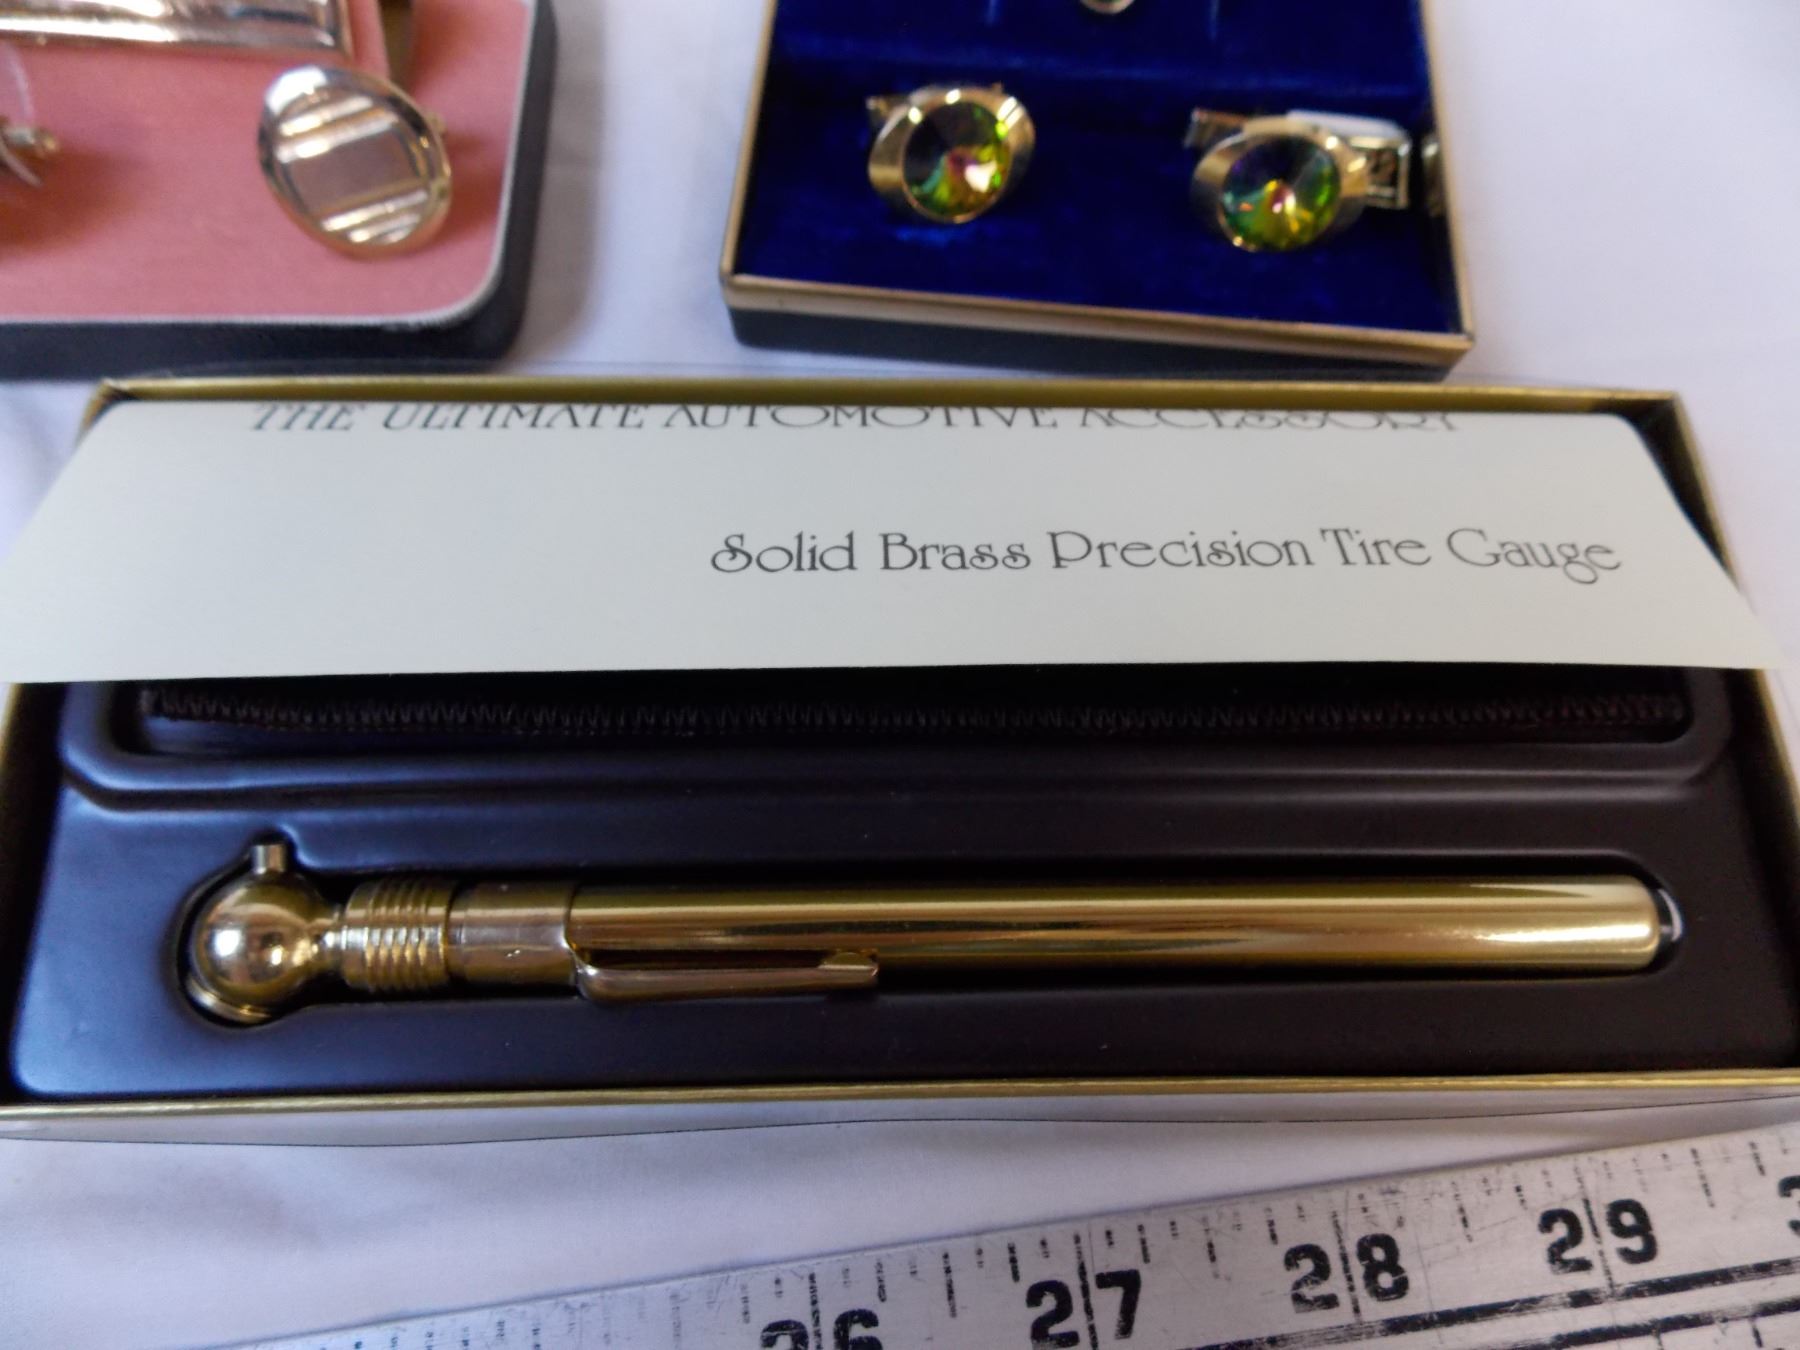 THE ULTIMATE AUTOMOTIVE ACCESSORY
Solid Brass Precision Tire Gauge
26 27 28 29